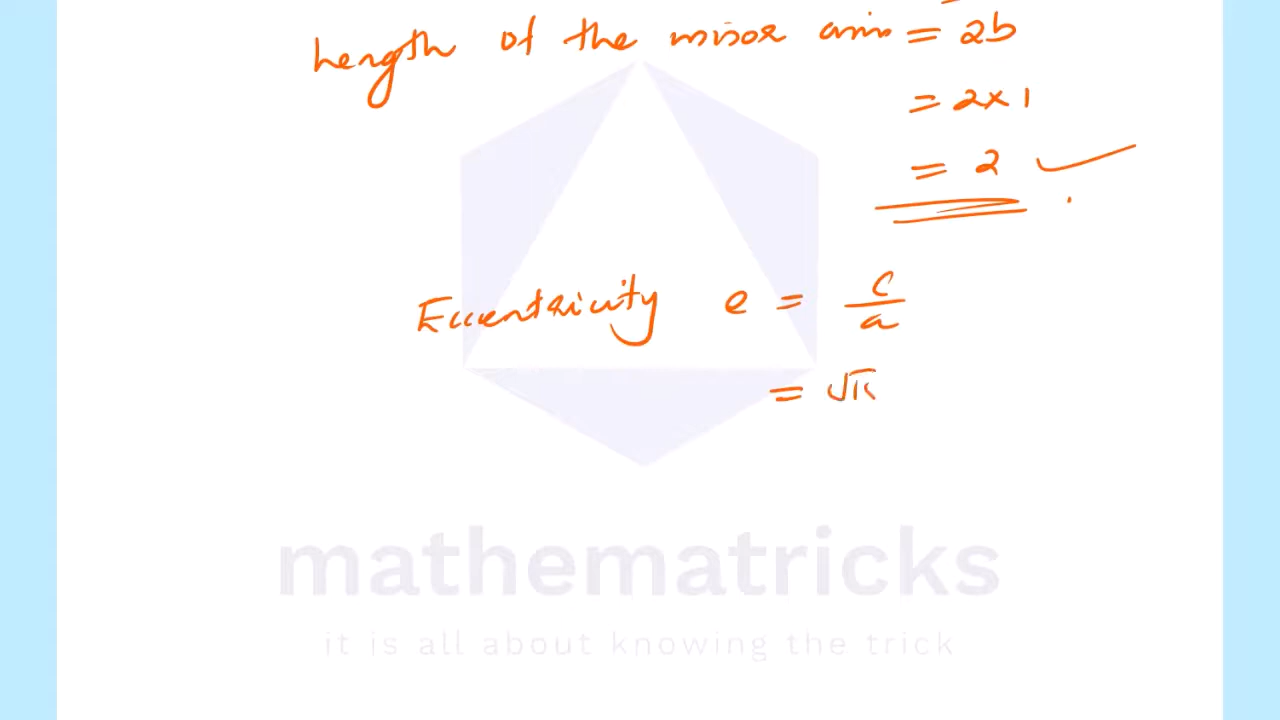 Length of the minor axis = 2b
= 2×1
= 2 ✓
Eccentricity e = c/a
=
mathematricks
it is all about knowing the trick